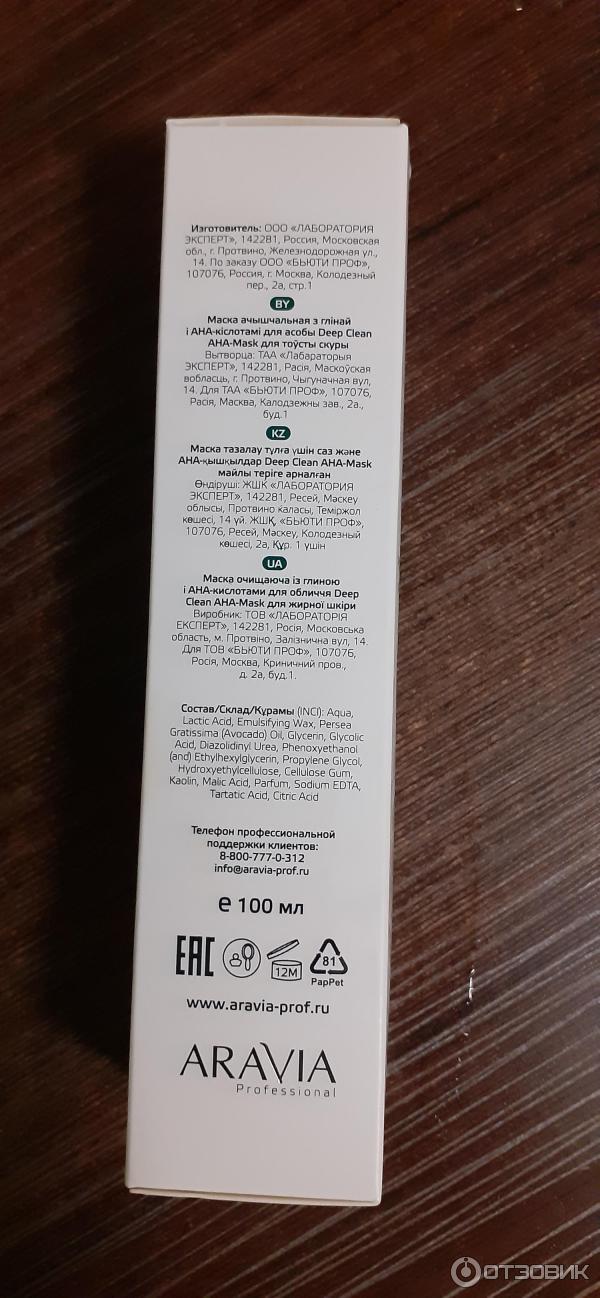 Изготовитель: ООО «ЛАБОРАТОРИЯ
ЭКСПЕРТ», 142281, Россия, Московская
обл., г. Протвино, Железнодорожная ул.,
14. По заказу ООО «БЬЮТИ ПРОФ»,
107076, Россия, г. Москва, Колодезный
пер., 2а, стр.1
BY
Маска ачышчальная з глінай
і АНА-кіслотамі для асобы Deep Clean
AHA-Mask для тоўсты скуры
Вытворца: ТАА «Лабараторыя
ЭКСПЕРТ», 142281, Расія, Маскоўская
вобласць, г. Протвино, Чыгуначная вул,
14. Для ТАА «БЬЮТИ ПРОФ», 107076,
Расія, Масква, Калодзежны зав., 2а.,
буд.1
KZ
Маска тазалау тулға үшін саз және
АНА-қышқылдар Deep Clean AHA-Mask
майлы теріге арналған
Өндіруші: ЖШК «ЛАБОРАТОРИЯ
ЭКСПЕРТ», 142281, Ресей, Мәскеу
облысы, Протвино каласы, Теміржол
көшесі, 14 үй. ЖШҚ, «БЬЮТИ ПРОФ»,
107076, Ресей, Мәскеу, Колодезный
көшесі, 2а, Құр. 1 үшін
UA
Маска очищаюча із глиною
і АНА-кислотами для обличчя Deep
Clean AHA-Mask для жирної шкіри
Виробник: ТОВ «ЛАБОРАТОРІЯ
ЕКСПЕРТ», 142281, Росія, Московська
область, м. Протвіно, Залізнична вул, 14.
Для ТОВ «БЬЮТИ ПРОФ», 107076,
Росія, Москва, Криничний пров.,
д. 2а, буд.1.
Состав/Склад/Құрамы (INCI): Aqua,
Lactic Acid, Emulsifying Wax, Persea
Gratissima (Avocado) Oil, Glycerin, Glycolic
Acid, Diazolidinyl Urea, Phenoxyethanol
(and) Ethylhexylglycerin, Propylene Glycol,
Hydroxyethylcellulose, Cellulose Gum,
Kaolin, Malic Acid, Parfum, Sodium EDTA,
Tartatic Acid, Citric Acid
Телефон профессиональной
поддержки клиентов:
8-800-777-0-312
info@aravia-prof.ru
℮ 100 мл
EAC
12M
81
PapPet
www.aravia-prof.ru
ARAVIA
Professional
ОТЗОВИК